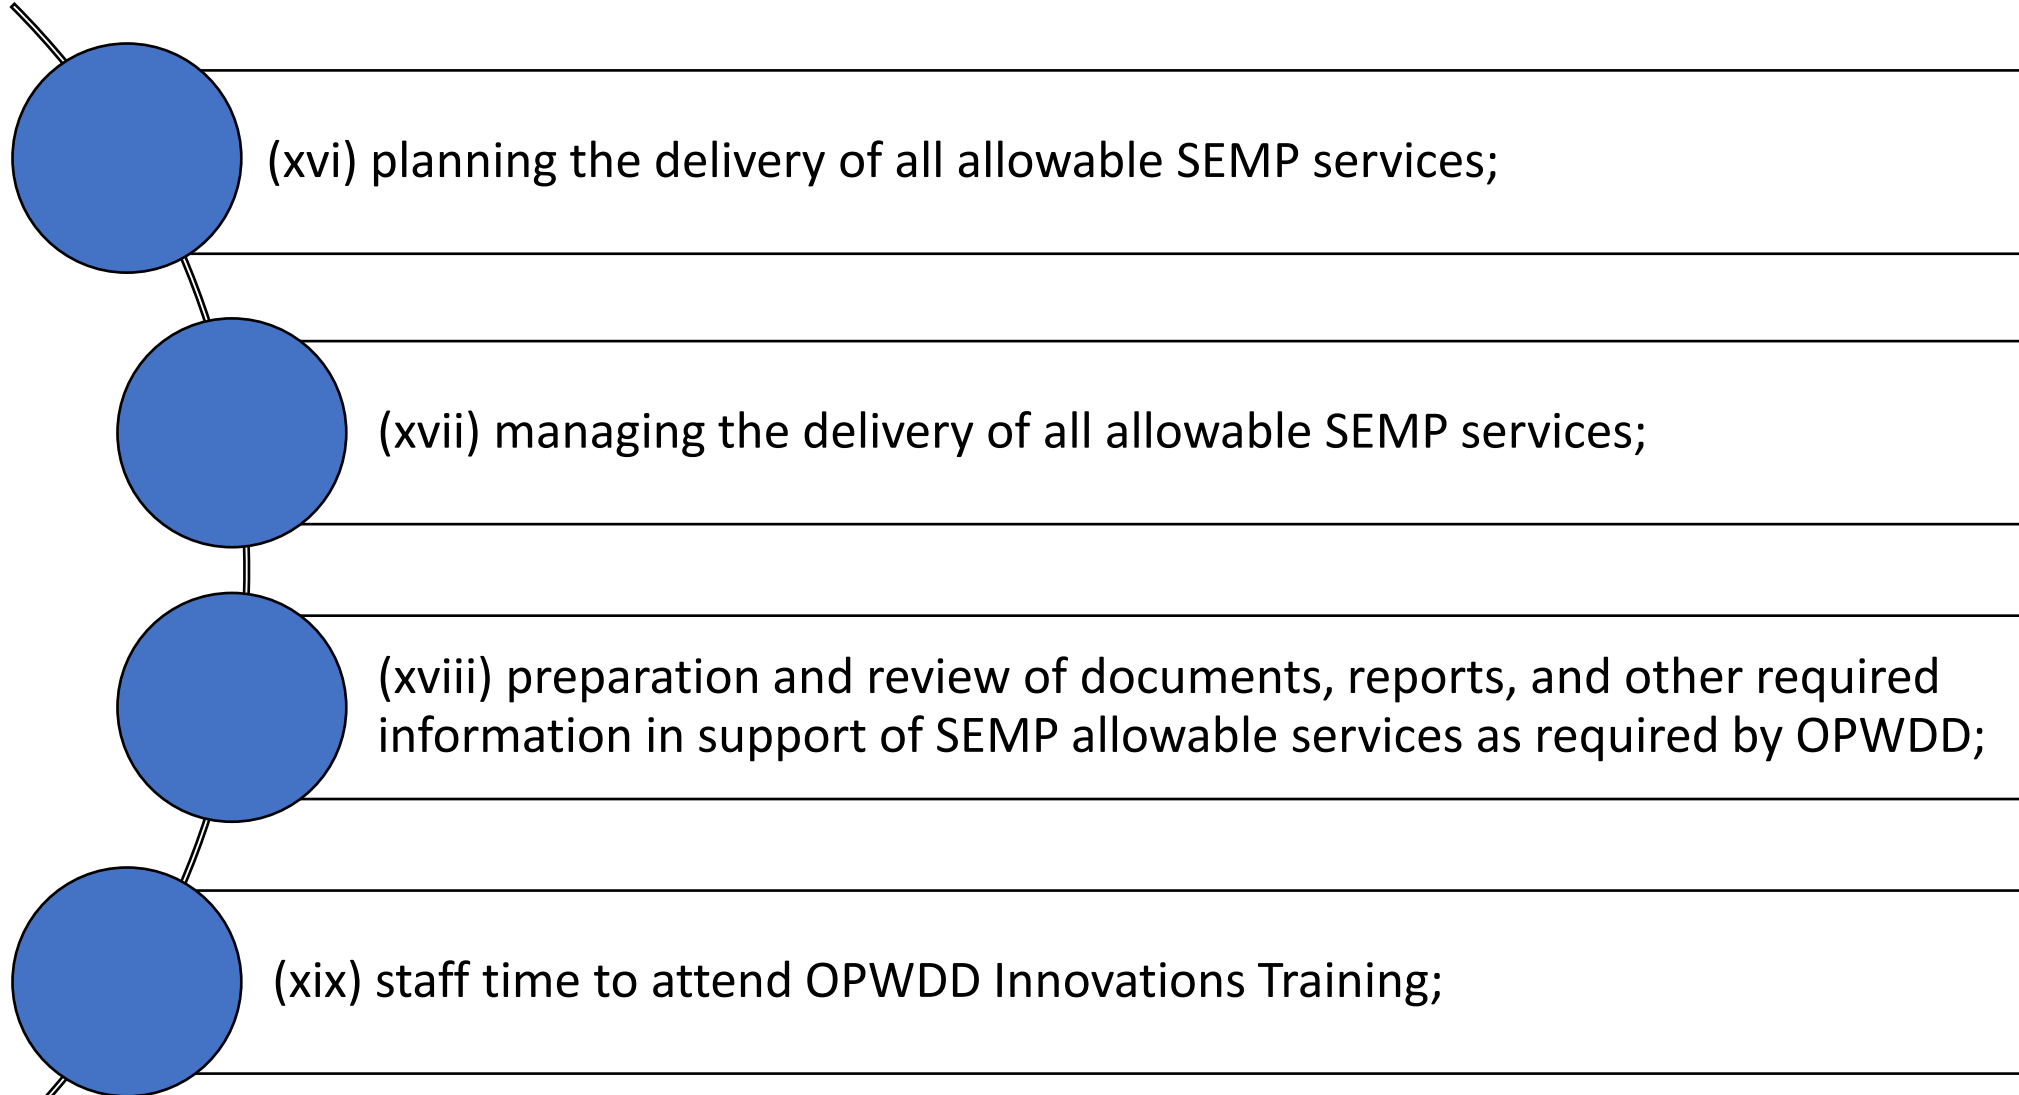 (xvi) planning the delivery of all allowable SEMP services;
(xvii) managing the delivery of all allowable SEMP services;
(xviii) preparation and review of documents, reports, and other required
information in support of SEMP allowable services as required by OPWDD;
(xix) staff time to attend OPWDD Innovations Training;